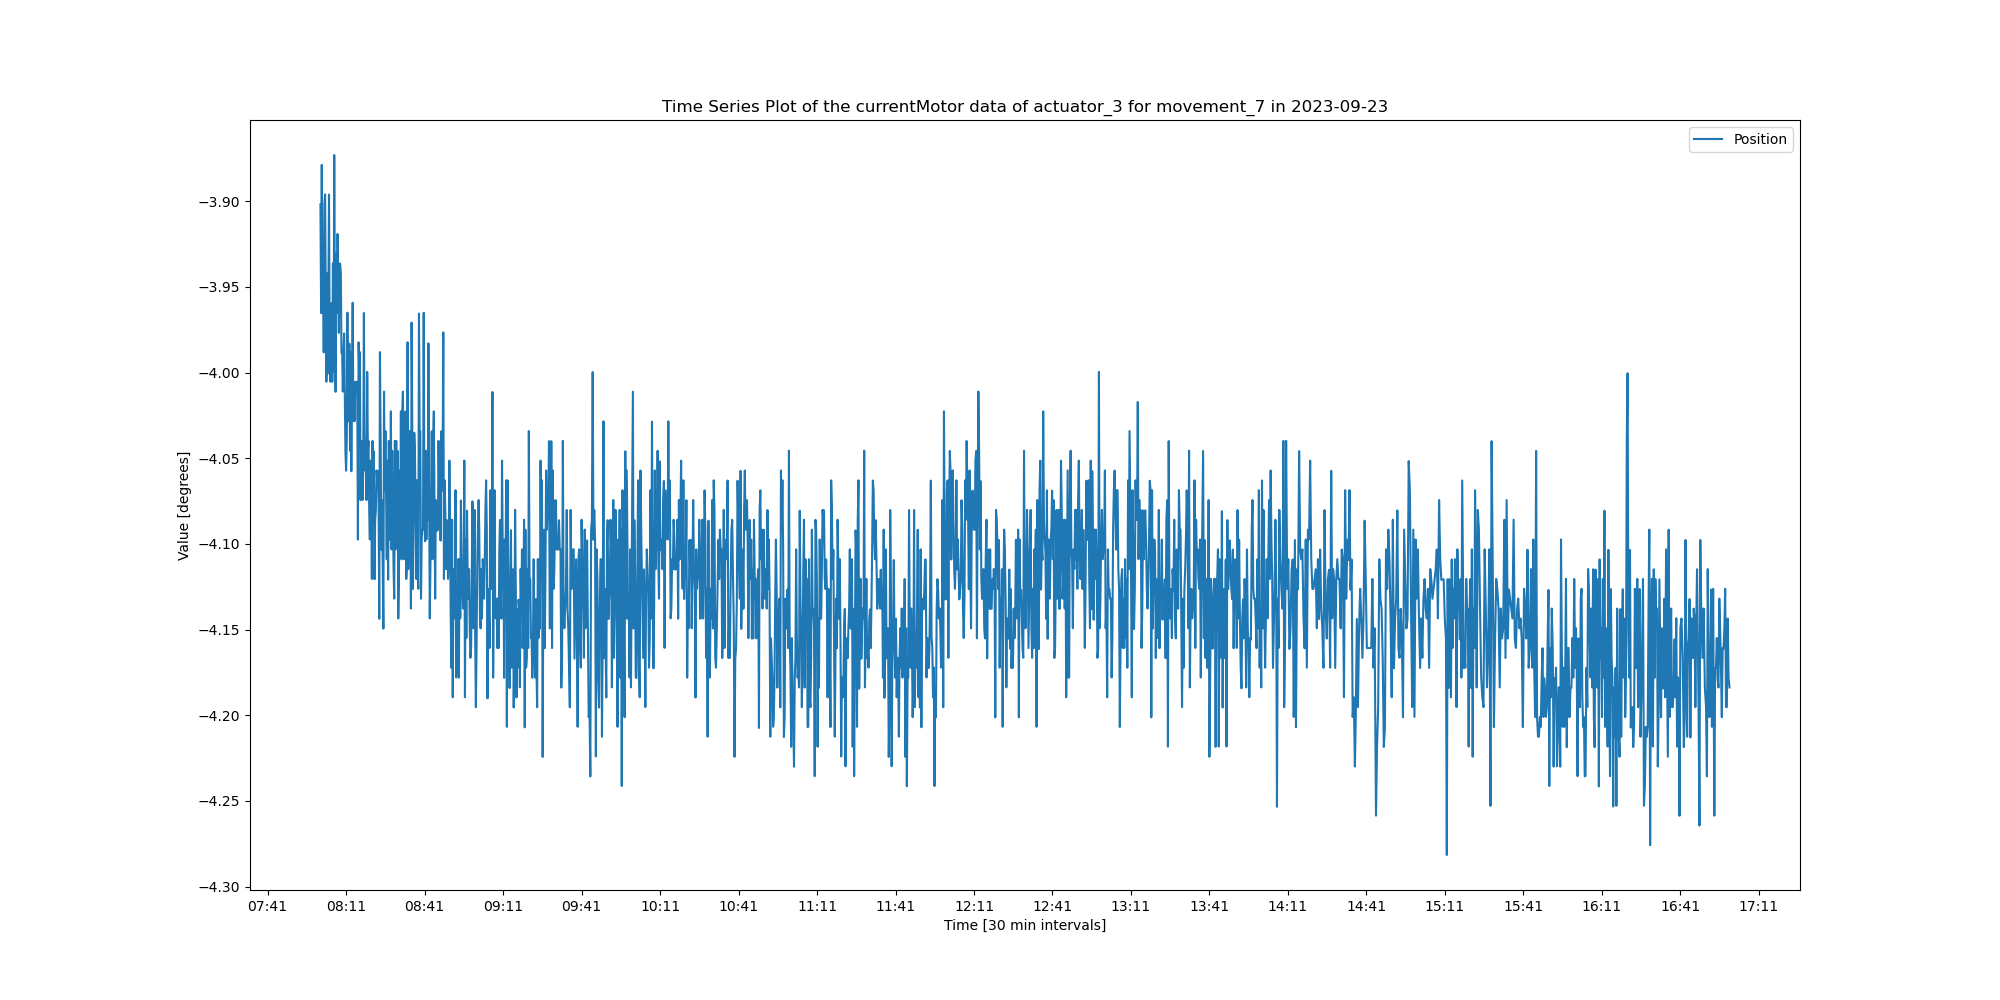 Time Series Plot of the currentMotor data of actuator_3 for movement_7 in 2023-09-23
Position
Value [degrees]
−3.90
−3.95
−4.00
−4.05
−4.10
−4.15
−4.20
−4.25
−4.30
07:41 08:11 08:41 09:11 09:41 10:11 10:41 11:11 11:41 12:11 12:41 13:11 13:41 14:11 14:41 15:11 15:41 16:11 16:41 17:11
Time [30 min intervals]